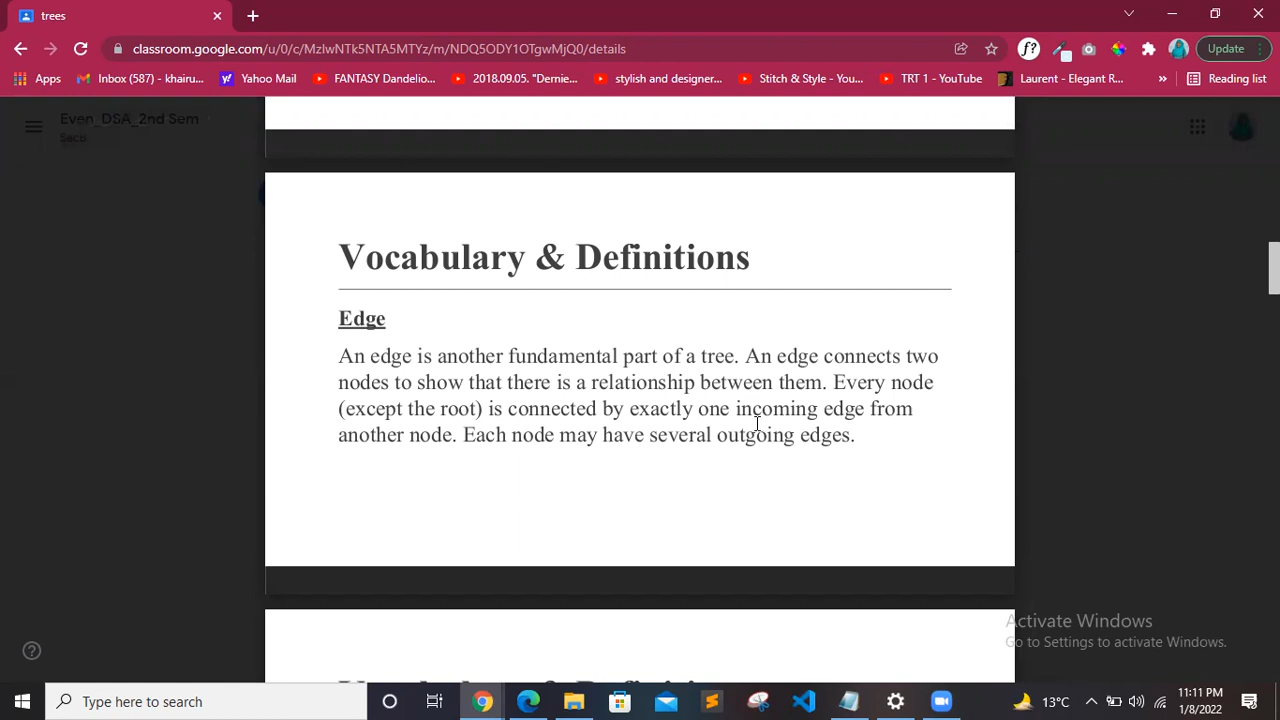 trees
classroom.google.com/u/0/c/MzIwNTk5NTA5MTYz/m/NDQ5ODY1OTgwMjQ0/details
Update
Apps
Inbox (587) - khairu...
Yahoo Mail
FANTASY Dandelio...
2018.09.05. "Dernie...
stylish and designer...
Stitch & Style - You...
TRT 1 - YouTube
Laurent - Elegant R...
Reading list
Even_DSA_2nd Sem
Vocabulary & Definitions
Edge
An edge is another fundamental part of a tree. An edge connects two
nodes to show that there is a relationship between them. Every node
(except the root) is connected by exactly one incoming edge from
another node. Each node may have several outgoing edges.
Activate Windows
Go to Settings to activate Windows.
Type here to search
13°C
11:11 PM
1/8/2022